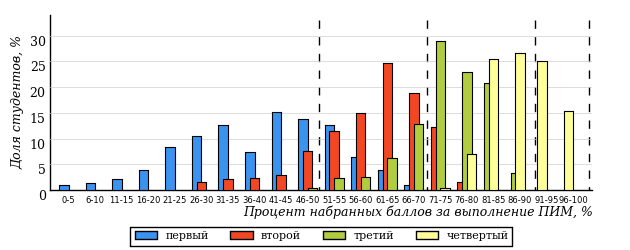 Доля студентов, %
30
25
20
15
10
5
0
0-5 6-10 11-15 16-20 21-25 26-30 31-35 36-40 41-45 46-50 51-55 56-60 61-65 66-70 71-75 76-80 81-85 86-90 91-95 96-100
Процент набранных баллов за выполнение ПИМ, %
первый второй третий четвертый